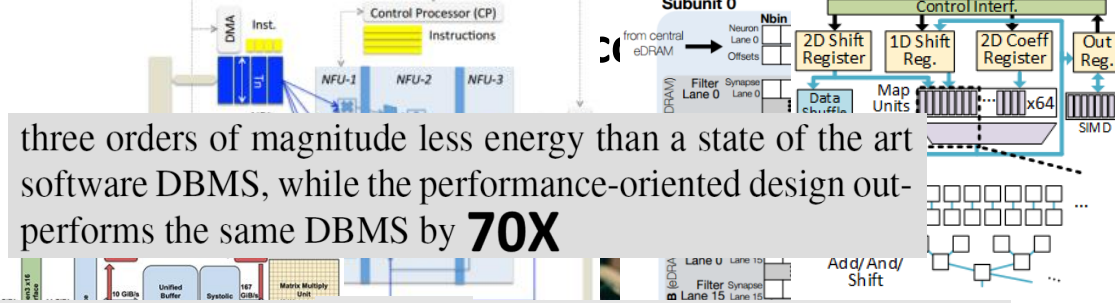 Subunit 0
Control Interf.
Control Processor (CP)
Nbin
DMA
Inst.
Instructions
from central
eDRAM
Neuron
Lane 0
Offsets
2D Shift
Register
1D Shift
Reg.
2D Coeff
Register
Out
Reg.
Tn
NFU-1
NFU-2
NFU-3
Filter
Lane 0
Synapse
Lane 0
Data
Shuffle
Map
Units
x64
SIMD
three orders of magnitude less energy than a state of the art
software DBMS, while the performance-oriented design out-
performs the same DBMS by 70X
10 GiB/s
Unified
Buffer
Systolic
167
GiB/s
Matrix Multiply
Unit
Lane 0
Lane 15
Filter
Lane 15
Synapse
Lane 15
Add/And/
Shift